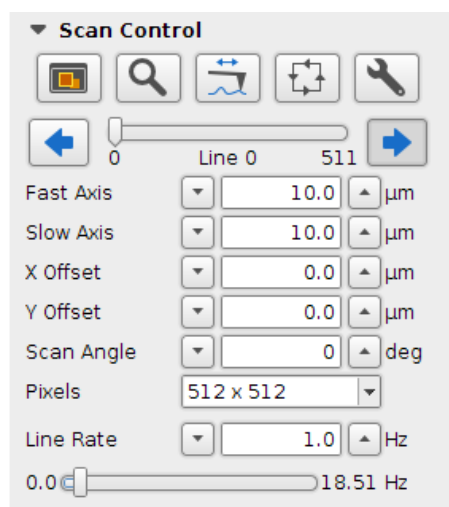 Scan Control
0 Line 0 511
Fast Axis 10.0 µm
Slow Axis 10.0 µm
X Offset 0.0 µm
Y Offset 0.0 µm
Scan Angle 0 deg
Pixels 512 x 512
Line Rate 1.0 Hz
0.0 18.51 Hz